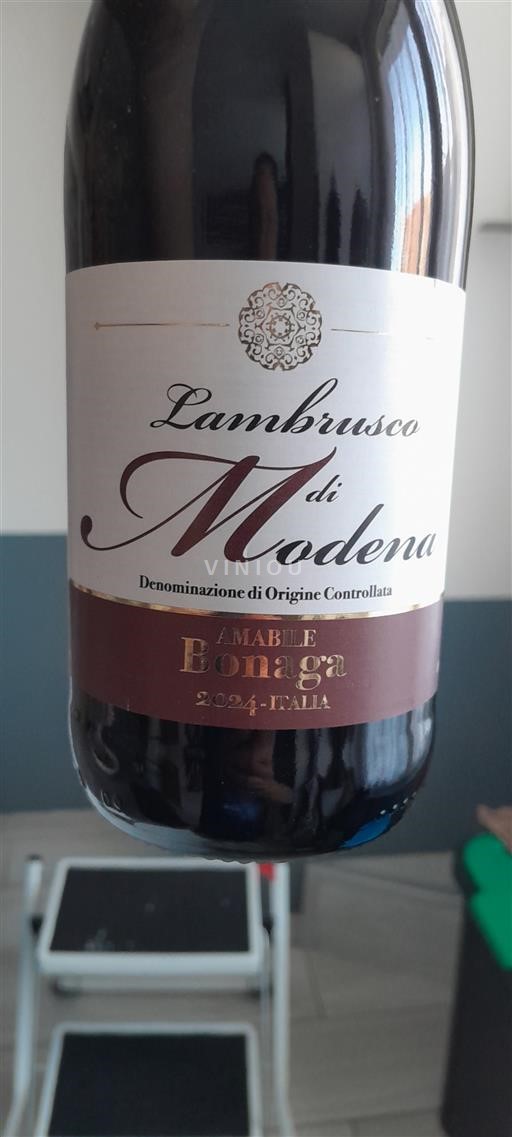 Lambrusco
di
Modena
VINIOU
Denominazione di Origine Controllata
AMABILE
Bonaga
2024-ITALIA